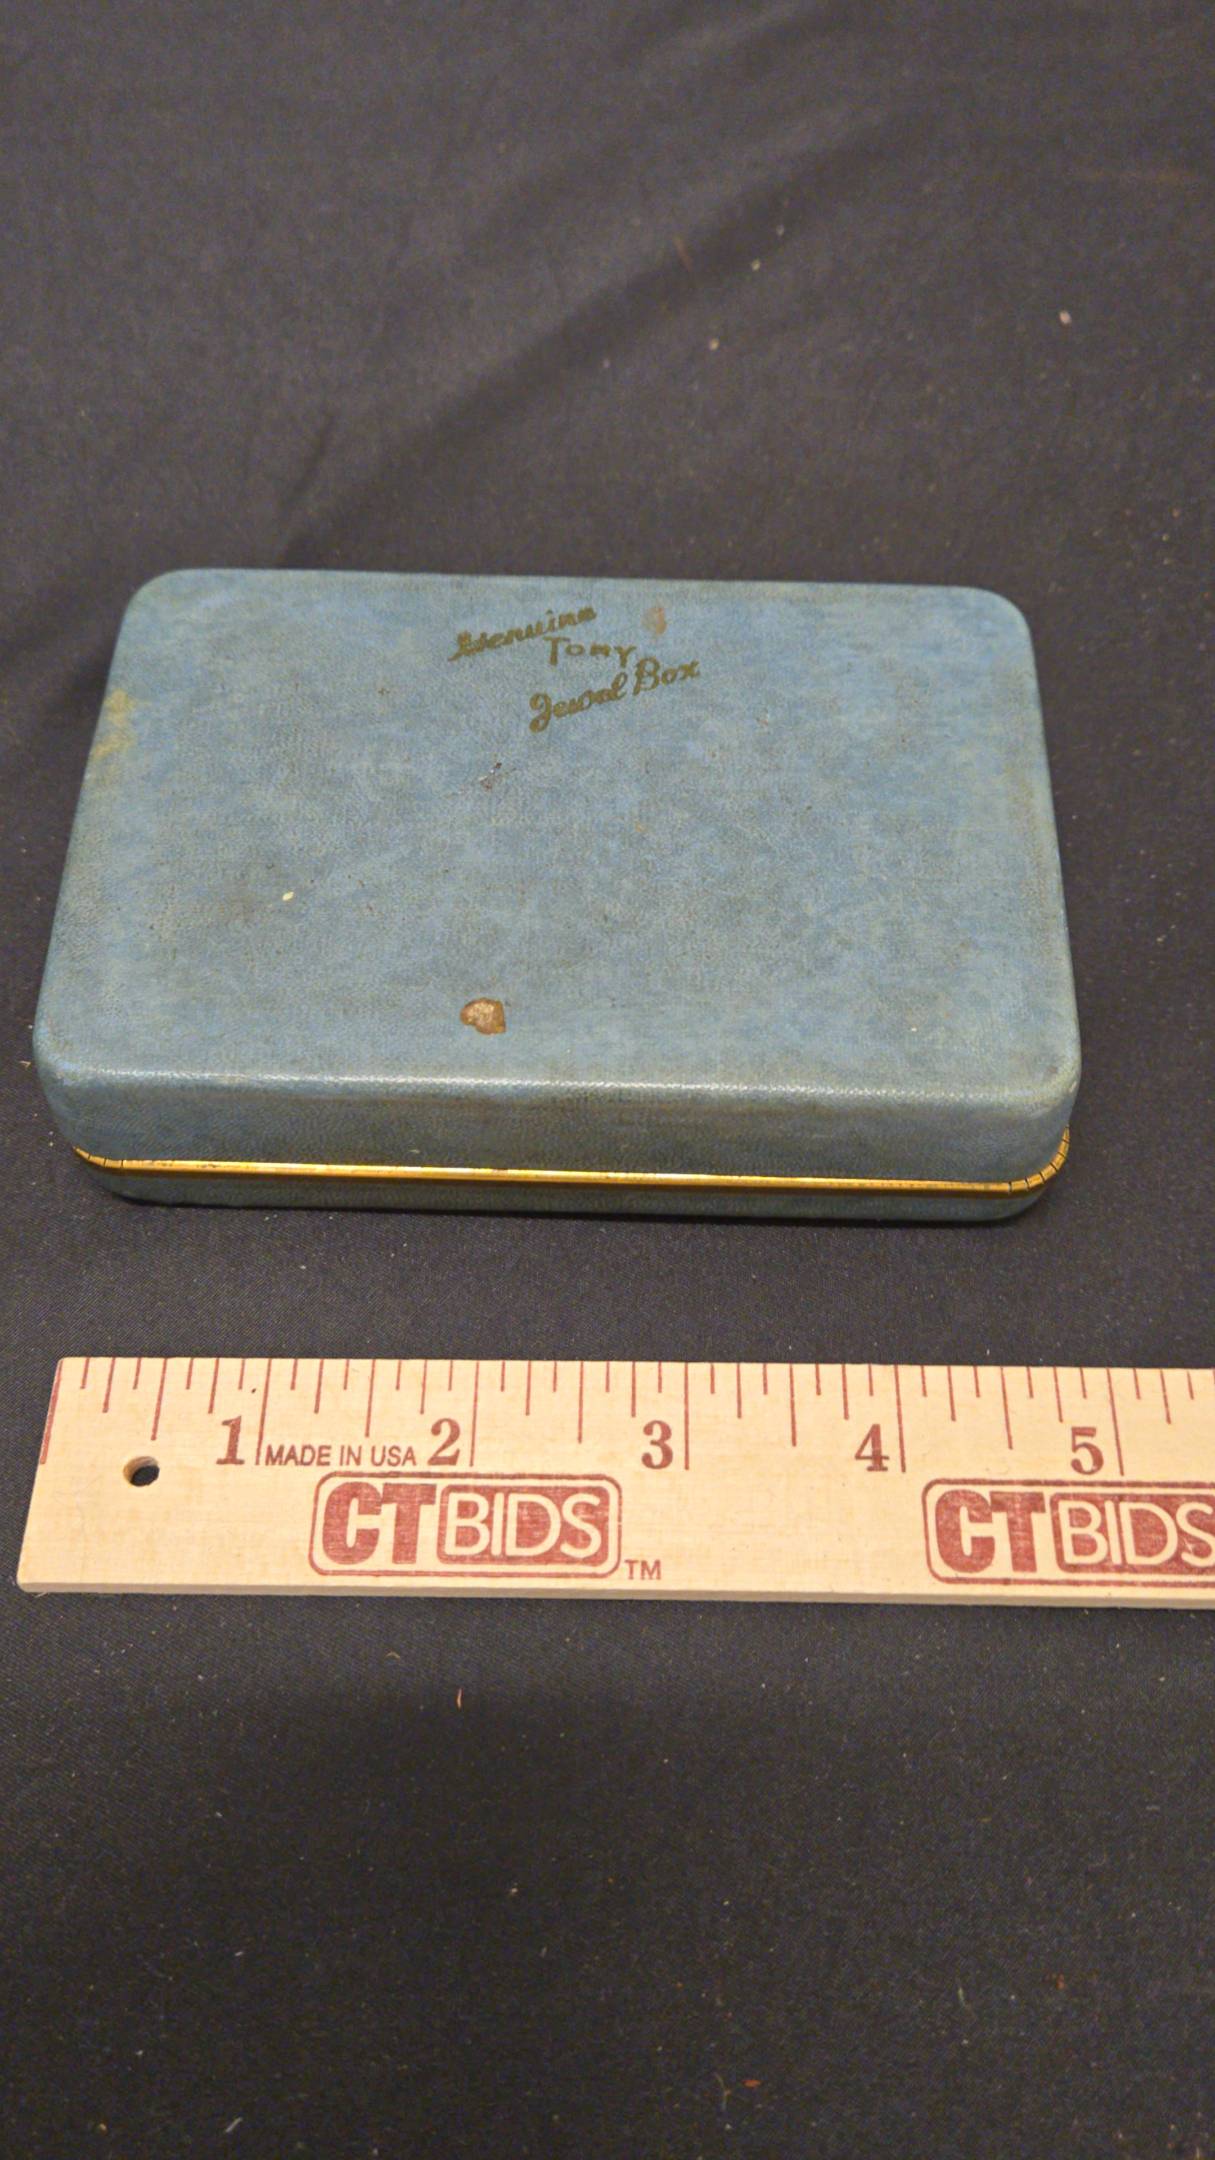 Genuine
Tony
Jewel Box
1 MADE IN USA 2 3 4 5
CTBIDS TM CTBIDS